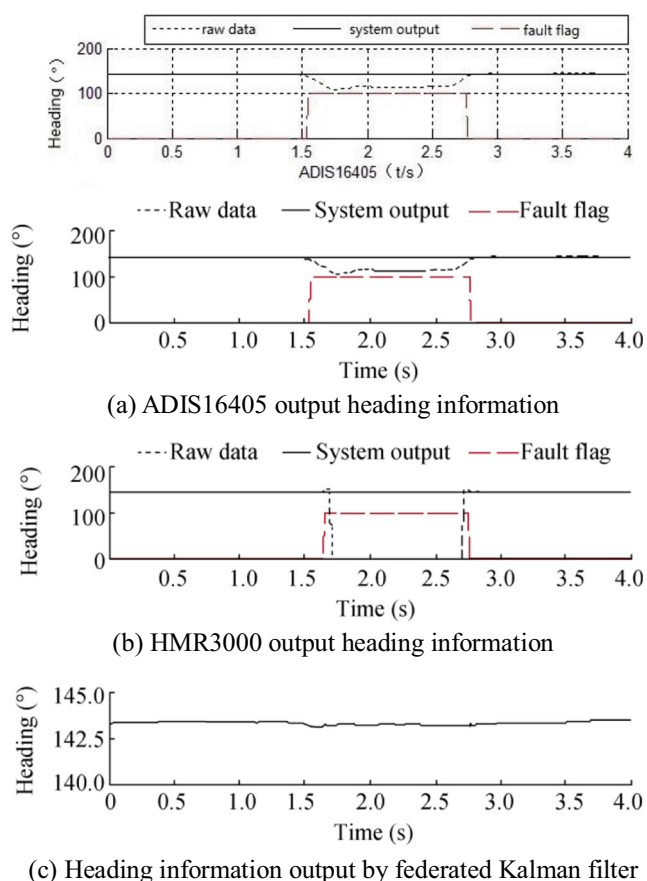 raw data system output fault flag
Heading (°)
200
100
0
0 0.5 1 1.5 2 2.5 3 3.5 4
ADIS16405 (t/s)
Raw data System output Fault flag
Heading (°)
200
100
0
0.5 1.0 1.5 2.0 2.5 3.0 3.5 4.0
Time (s)
(a) ADIS16405 output heading information
Raw data System output Fault flag
Heading (°)
200
100
0
0.5 1.0 1.5 2.0 2.5 3.0 3.5 4.0
Time (s)
(b) HMR3000 output heading information
Heading (°)
145.0
142.5
140.0
0 0.5 1.0 1.5 2.0 2.5 3.0 3.5 4.0
Time (s)
(c) Heading information output by federated Kalman filter